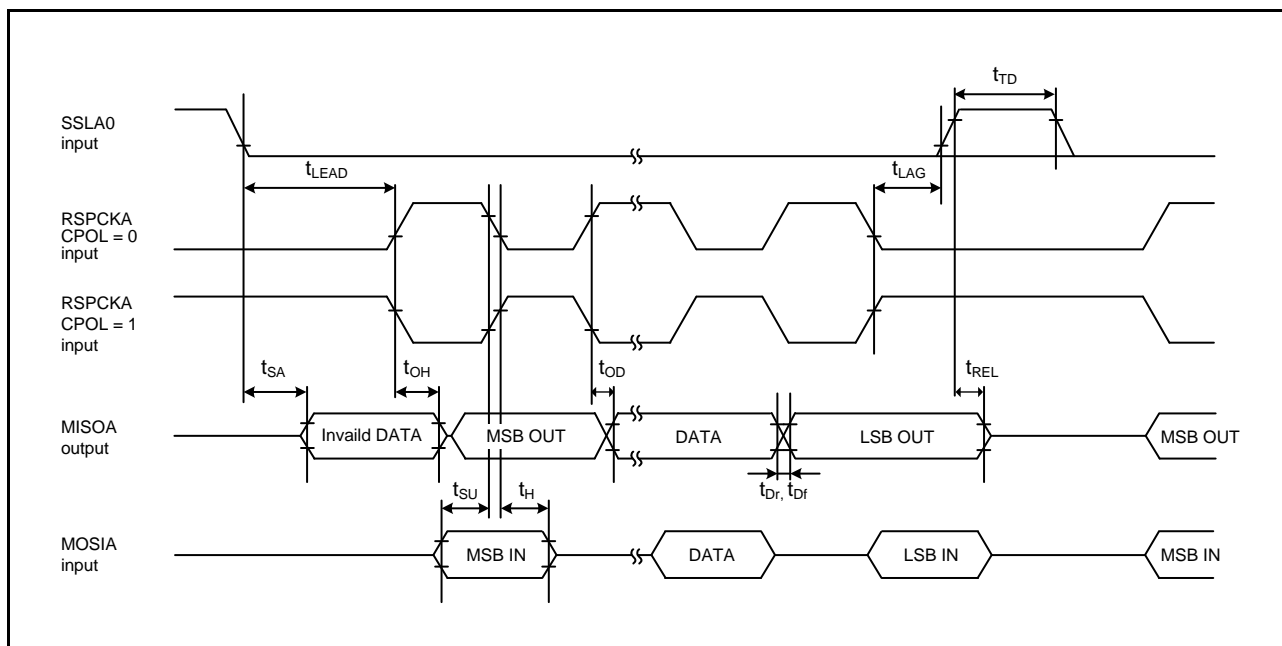 tTD
SSLA0
input
tLEAD
tLAG
RSPCKA
CPOL = 0
input
RSPCKA
CPOL = 1
input
tSA
tOH
tOD
tREL
MISOA
output
Invaild DATA
MSB OUT
DATA
LSB OUT
MSB OUT
tSU
tH
tDr, tDf
MOSIA
input
MSB IN
DATA
LSB IN
MSB IN